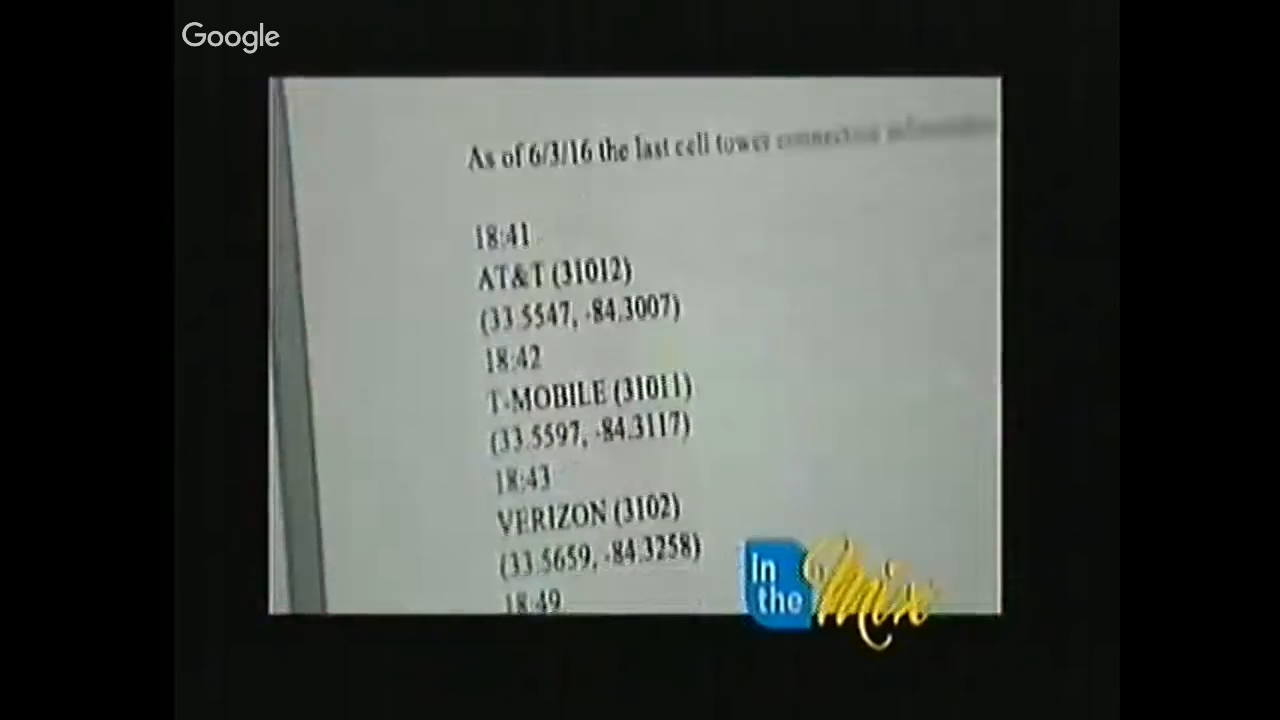 Google
As of 6/3/16 the last cell tower connection
18:41
AT&T (31012)
(33.5547, -84.3007)
18:42
T-MOBILE (31011)
(33.5597, -84.3117)
18:43
VERIZON (3102)
(33.5659, -84.3258)
18:49
In
the Mix